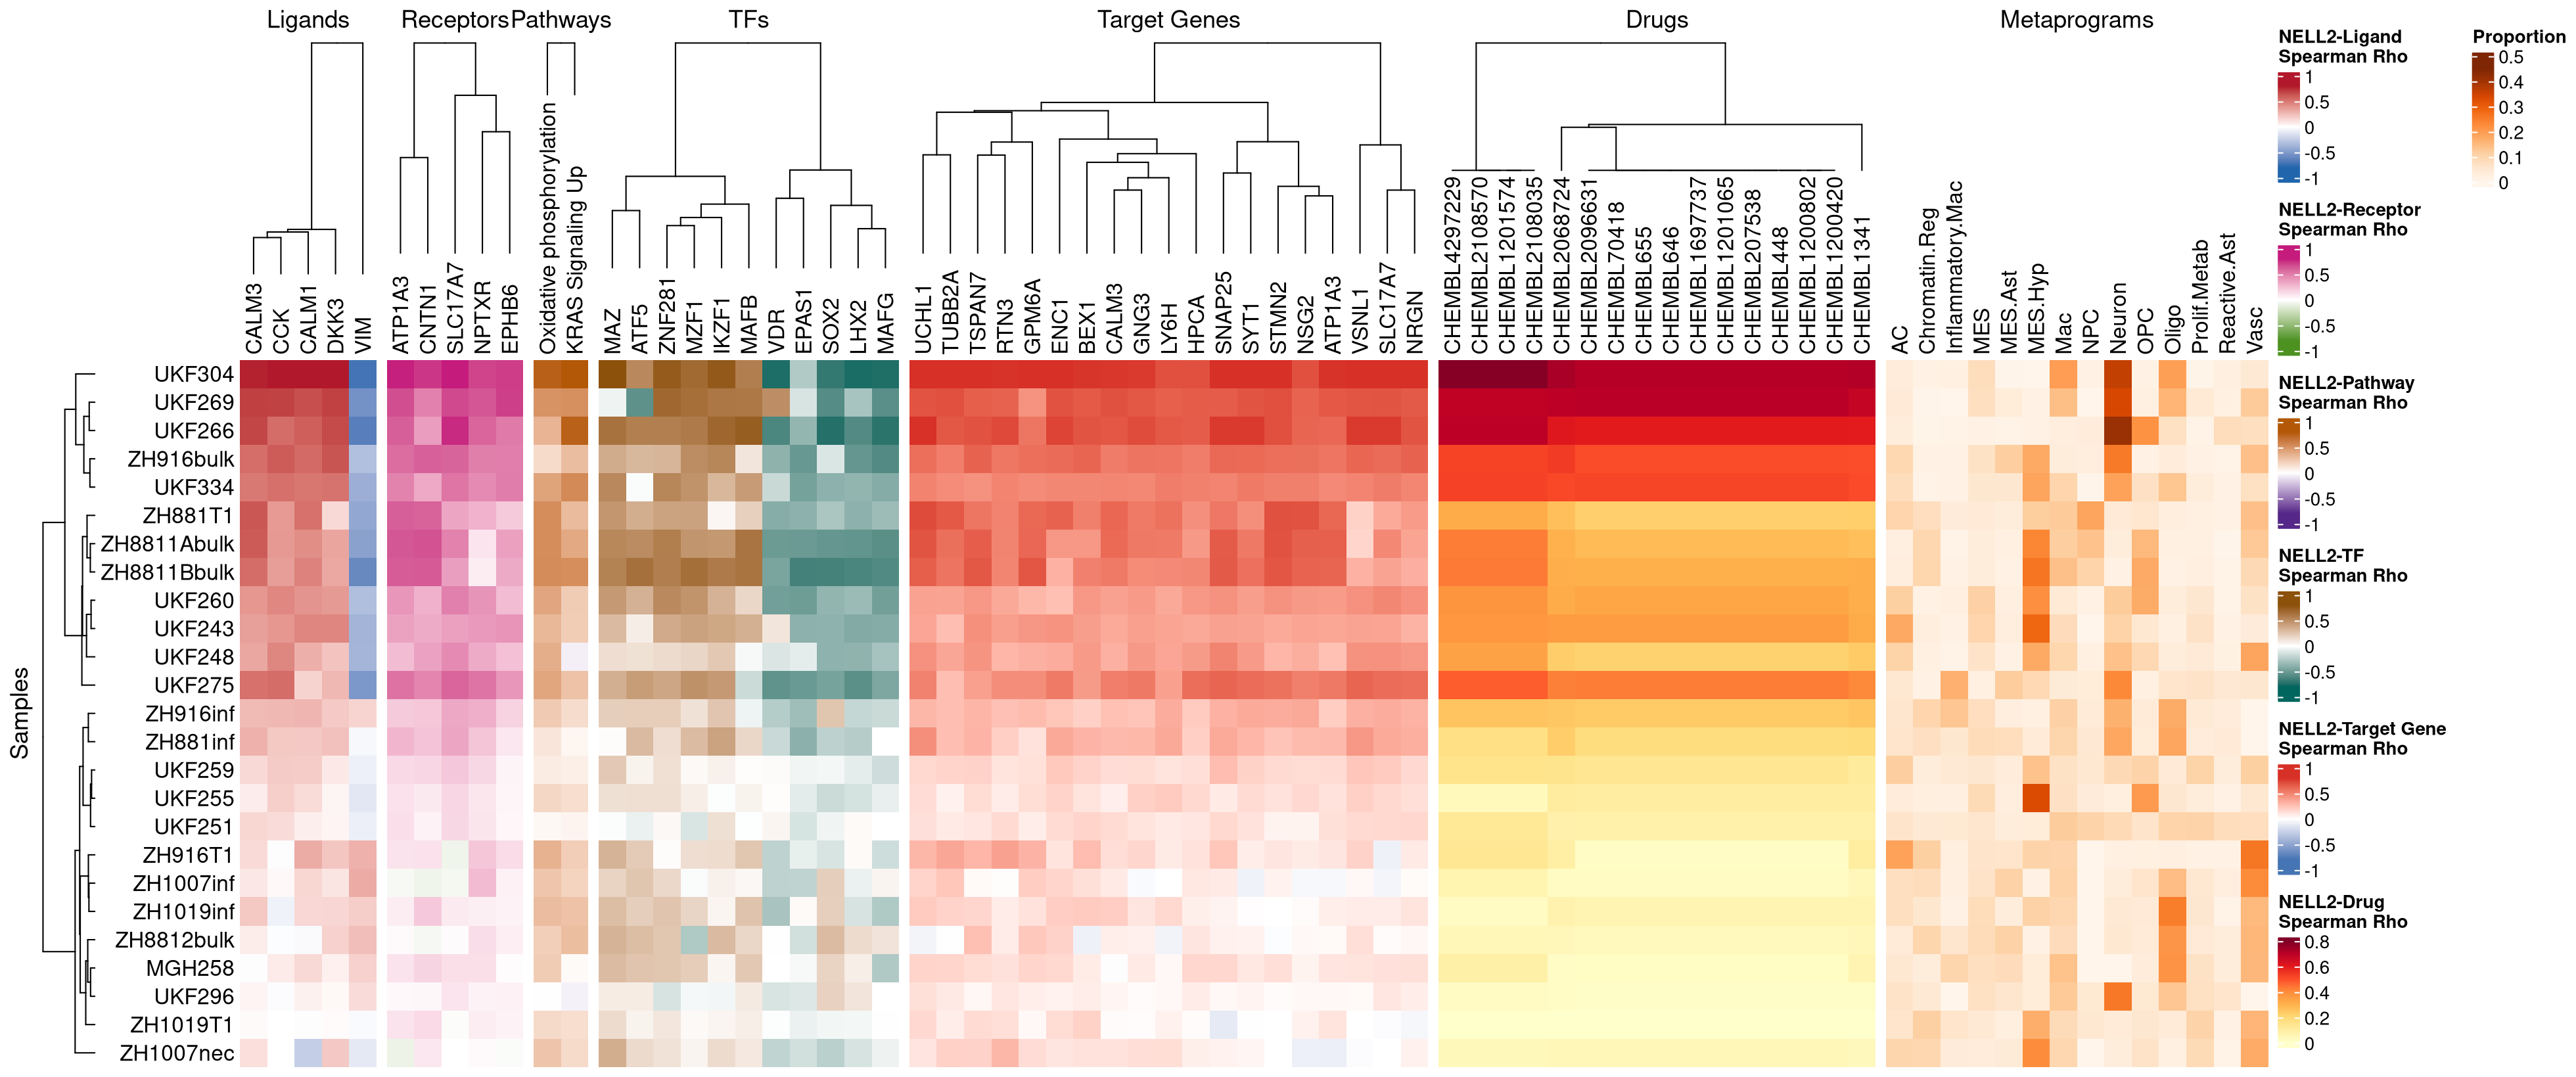 Ligands
Receptors
Pathways
TFs
Target Genes
Drugs
Metaprograms
CALM3
CCK
CALM1
DKK3
VIM
ATP1A3
CNTN1
SLC17A7
NPTXR
EPHB6
Oxidative phosphorylation
KRAS Signaling Up
MAZ
ATF5
ZNF281
MZF1
IKZF1
MAFB
VDR
EPAS1
SOX2
LHX2
MAFG
UCHL1
TUBB2A
TSPAN7
RTN3
GPM6A
ENC1
BEX1
CALM3
GNG3
LY6H
HPCA
SNAP25
SYT1
STMN2
NSG2
ATP1A3
VSNL1
SLC17A7
NRGN
CHEMBL4297229
CHEMBL2108570
CHEMBL1201574
CHEMBL2108035
CHEMBL2068724
CHEMBL2096631
CHEMBL70418
CHEMBL655
CHEMBL646
CHEMBL1697737
CHEMBL1201065
CHEMBL207538
CHEMBL448
CHEMBL1200802
CHEMBL1200420
CHEMBL1341
AC
Chromatin.Reg
Inflammatory.Mac
MES
MES.Ast
MES.Hyp
Mac
NPC
Neuron
OPC
Oligo
Prolif.Metab
Reactive.Ast
Vasc
Samples
UKF304
UKF269
UKF266
ZH916bulk
UKF334
ZH881T1
ZH8811Abulk
ZH8811Bbulk
UKF260
UKF243
UKF248
UKF275
ZH916inf
ZH881inf
UKF259
UKF255
UKF251
ZH916T1
ZH1007inf
ZH1019inf
ZH8812bulk
MGH258
UKF296
ZH1019T1
ZH1007nec
NELL2-Ligand
Spearman Rho
1
0.5
0
-0.5
-1
NELL2-Receptor
Spearman Rho
1
0.5
0
-0.5
-1
NELL2-Pathway
Spearman Rho
1
0.5
0
-0.5
-1
NELL2-TF
Spearman Rho
1
0.5
0
-0.5
-1
NELL2-Target Gene
Spearman Rho
1
0.5
0
-0.5
-1
NELL2-Drug
Spearman Rho
0.8
0.6
0.4
0.2
0
Proportion
0.5
0.4
0.3
0.2
0.1
0